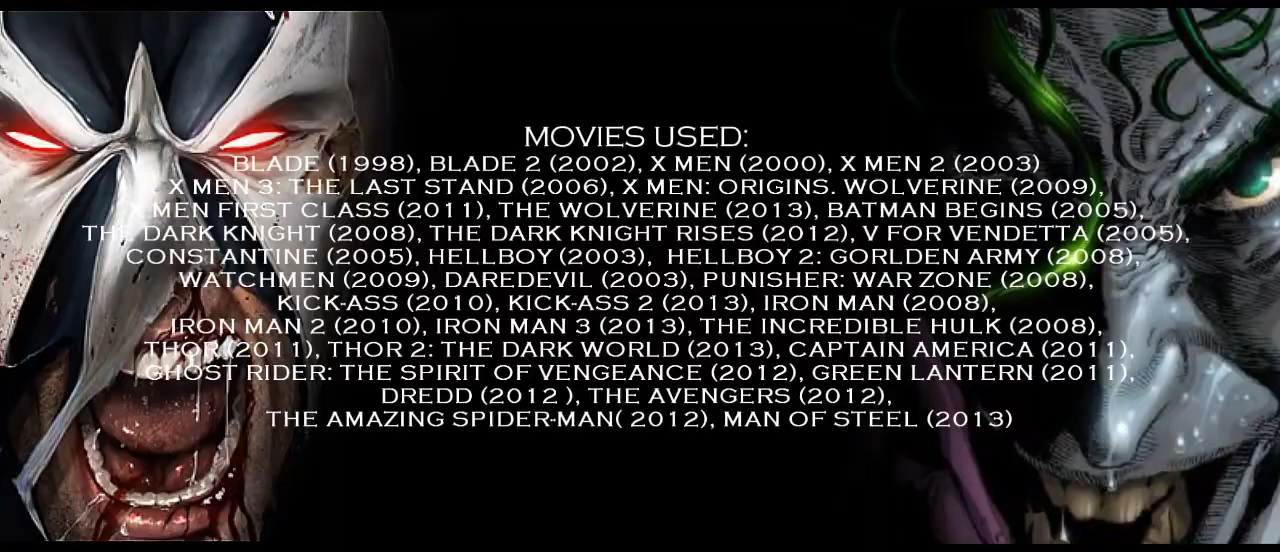 MOVIES USED:
BLADE (1998), BLADE 2 (2002), X MEN (2000), X MEN 2 (2003)
X MEN 3: THE LAST STAND (2006), X MEN: ORIGINS. WOLVERINE (2009),
X MEN FIRST CLASS (2011), THE WOLVERINE (2013), BATMAN BEGINS (2005),
THE DARK KNIGHT (2008), THE DARK KNIGHT RISES (2012), V FOR VENDETTA (2005),
CONSTANTINE (2005), HELLBOY (2003), HELLBOY 2: GORLDEN ARMY (2008),
WATCHMEN (2009), DAREDEVIL (2003), PUNISHER: WAR ZONE (2008),
KICK-ASS (2010), KICK-ASS 2 (2013), IRON MAN (2008),
IRON MAN 2 (2010), IRON MAN 3 (2013), THE INCREDIBLE HULK (2008),
THOR (2011), THOR 2: THE DARK WORLD (2013), CAPTAIN AMERICA (2011),
GHOST RIDER: THE SPIRIT OF VENGEANCE (2012), GREEN LANTERN (2011),
DREDD (2012 ), THE AVENGERS (2012),
THE AMAZING SPIDER-MAN( 2012), MAN OF STEEL (2013)